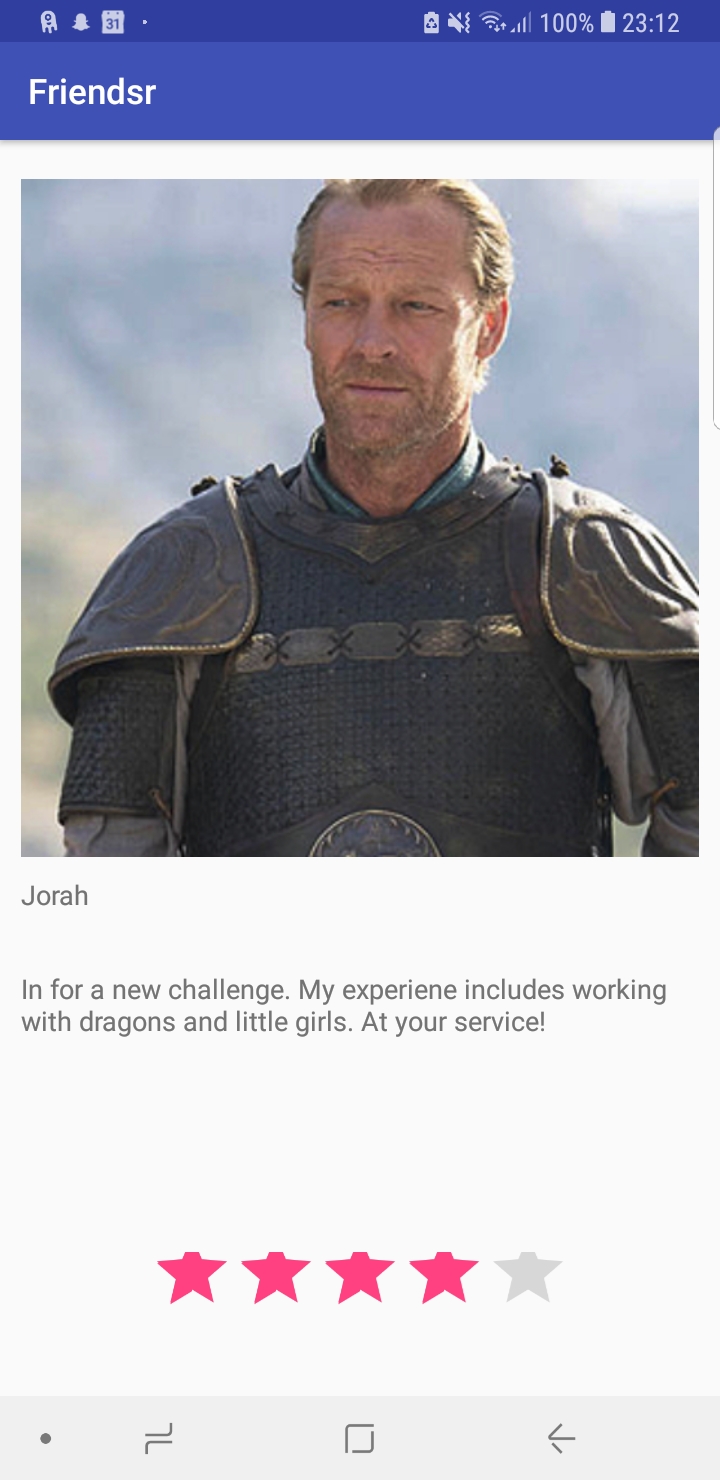 31 100% 23:12
Friendsr
Jorah
In for a new challenge. My experiene includes working
with dragons and little girls. At your service!